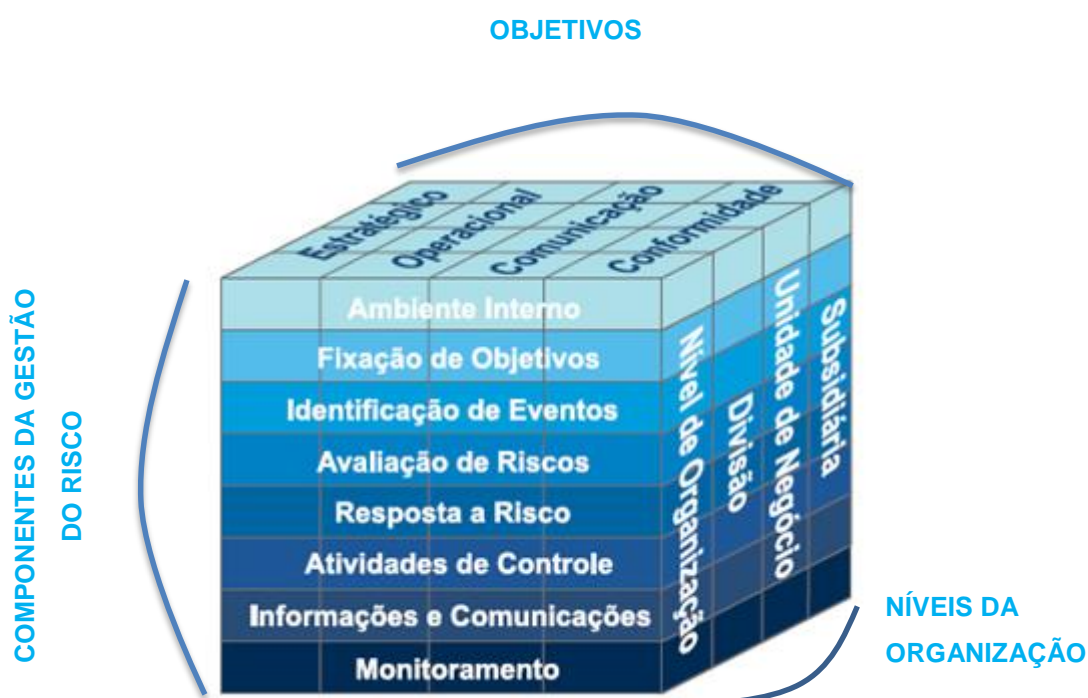 OBJETIVOS
Estratégico
Operacional
Comunicação
Conformidade
COMPONENTES DA GESTÃO
DO RISCO
Ambiente Interno
Fixação de Objetivos
Identificação de Eventos
Avaliação de Riscos
Resposta a Risco
Atividades de Controle
Informações e Comunicações
Monitoramento
Nível de Organização
Divisão
Unidade de Negócio
Subsidiária
NÍVEIS DA
ORGANIZAÇÃO